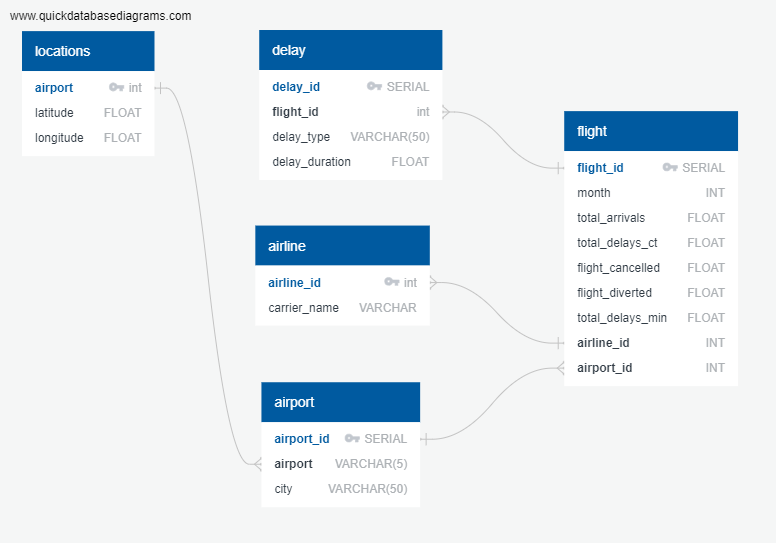 www.quickdatabasediagrams.com
locations
airport int
latitude FLOAT
longitude FLOAT
delay
delay_id SERIAL
flight_id int
delay_type VARCHAR(50)
delay_duration FLOAT
flight
flight_id SERIAL
month INT
total_arrivals FLOAT
total_delays_ct FLOAT
flight_cancelled FLOAT
flight_diverted FLOAT
total_delays_min FLOAT
airline_id INT
airport_id INT
airline
airline_id int
carrier_name VARCHAR
airport
airport_id SERIAL
airport VARCHAR(5)
city VARCHAR(50)